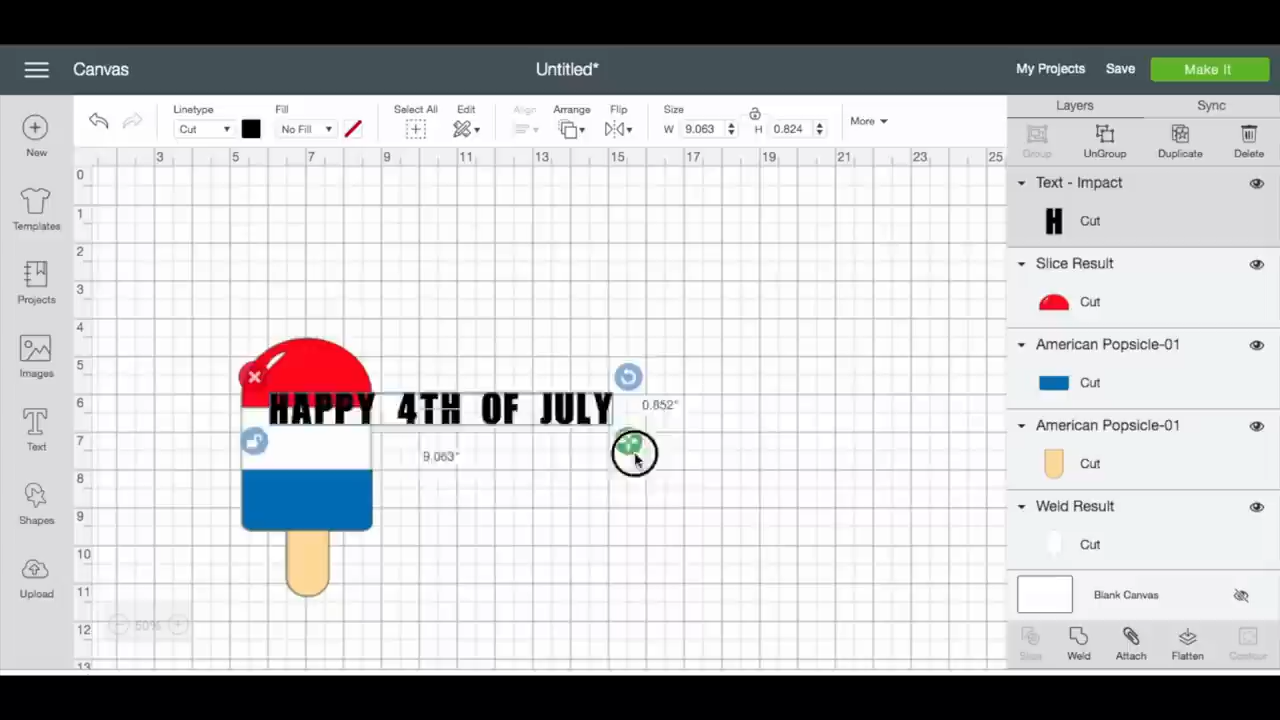 Canvas
Untitled*
My Projects
Save
Make It
Linetype
Cut
Fill
No Fill
Select All
Edit
Align
Arrange
Flip
Size
W 9.063
H 0.824
More
Layers
Sync
New
Templates
Projects
Images
Text
Shapes
Upload
3 5 7 9 11 13 15 17 19 21 23 25
0
1
2
3
4
5
6
7
8
9
10
11
12
13
HAPPY 4TH OF JULY
0.852"
9.063"
50%
Group
UnGroup
Duplicate
Delete
Text - Impact
H Cut
Slice Result
Cut
American Popsicle-01
Cut
American Popsicle-01
Cut
Weld Result
Cut
Blank Canvas
Slice
Weld
Attach
Flatten
Contour